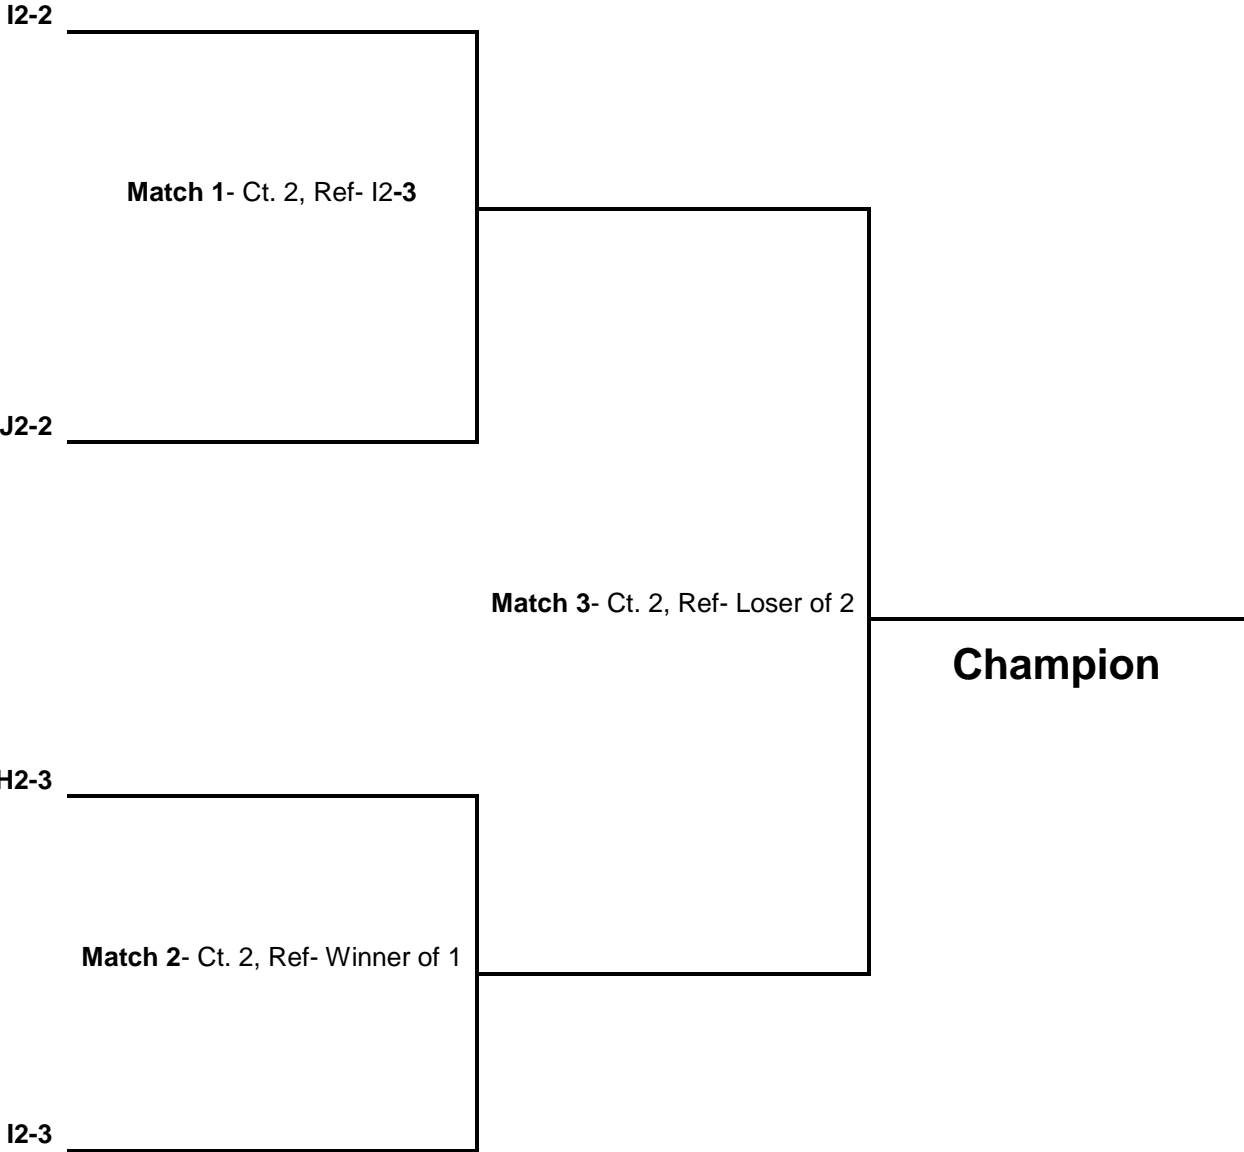 I2-2
Match 1- Ct. 2, Ref- I2-3
J2-2
Match 3- Ct. 2, Ref- Loser of 2
Champion
H2-3
Match 2- Ct. 2, Ref- Winner of 1
I2-3